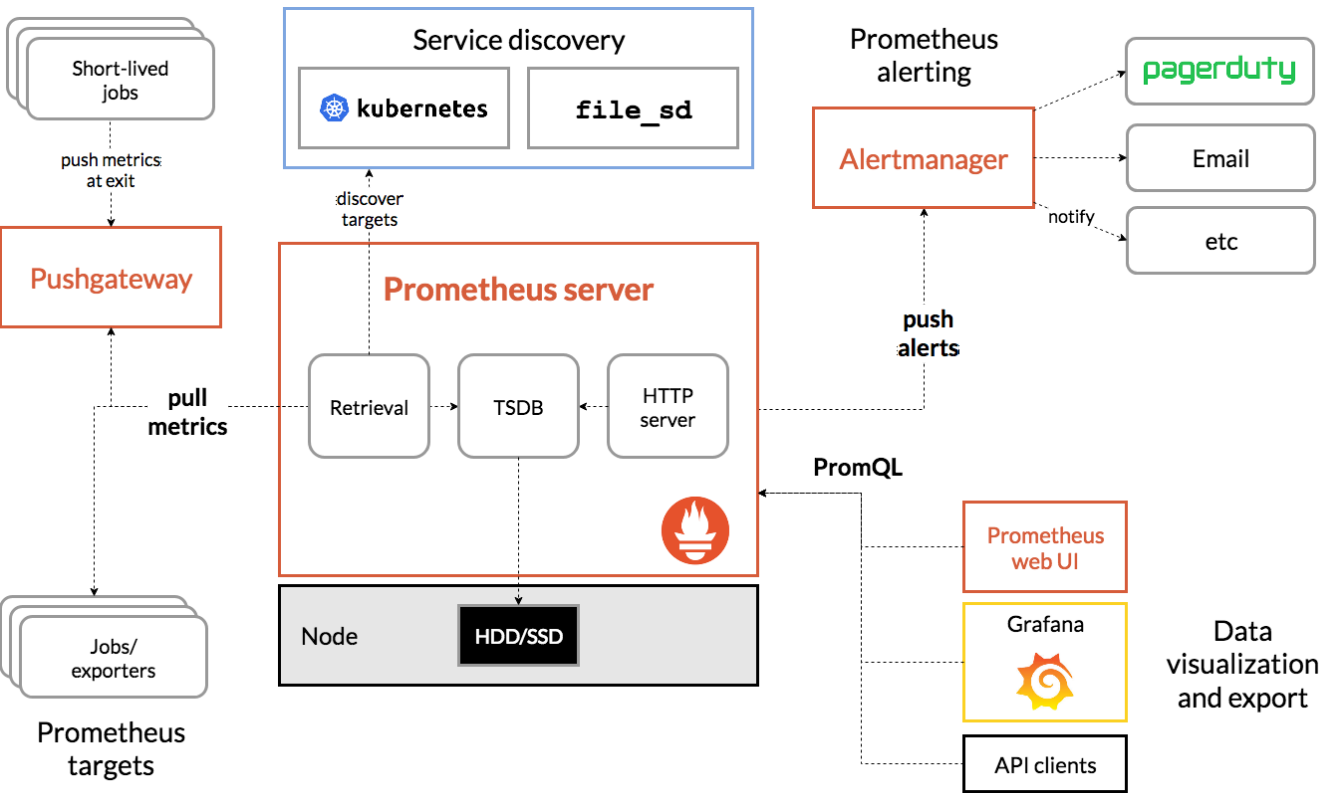 Short-lived
jobs
push metrics
at exit
Pushgateway
pull
metrics
Jobs/
exporters
Prometheus
targets
Service discovery
kubernetes
file_sd
discover
targets
Prometheus server
Retrieval
TSDB
HTTP
server
Node
HDD/SSD
Prometheus
alerting
Alertmanager
pagerduty
Email
notify
etc
push
alerts
PromQL
Prometheus
web UI
Grafana
API clients
Data
visualization
and export